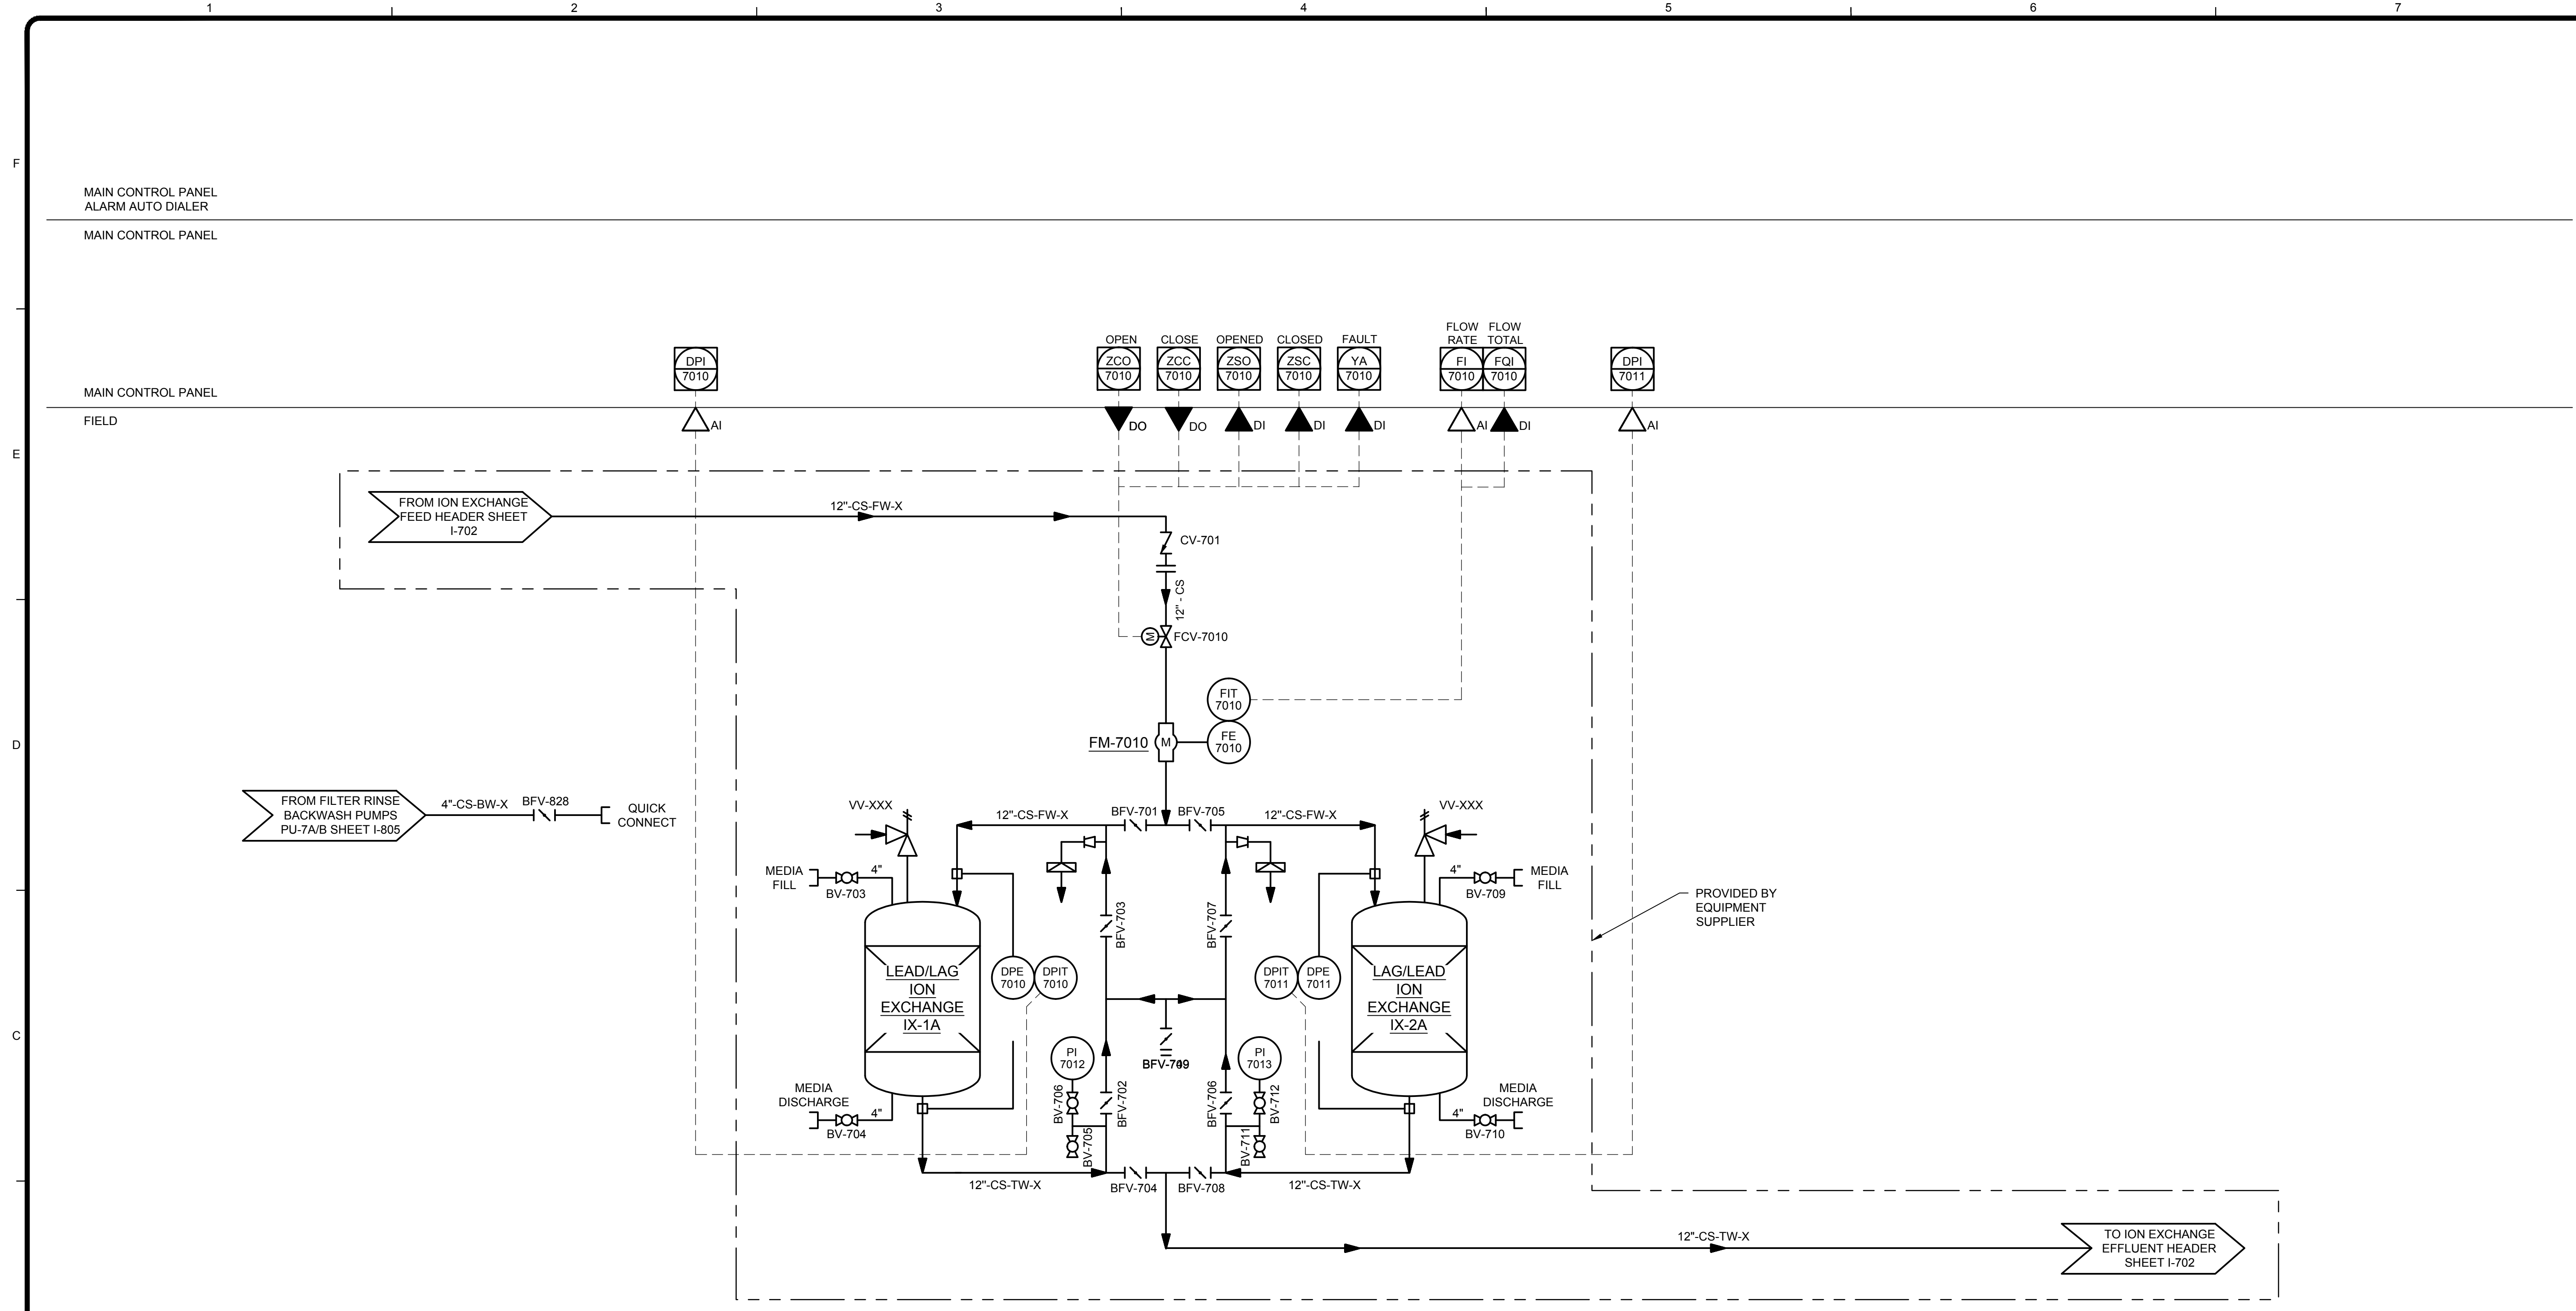 1 2 3 4 5 6 7
F
MAIN CONTROL PANEL
ALARM AUTO DIALER
MAIN CONTROL PANEL
OPEN CLOSE OPENED CLOSED FAULT
FLOW FLOW
RATE TOTAL
DPI ZCO ZCC ZSO ZSC YA FI FQI DPI
7010 7010 7010 7010 7010 7010 7010 7010 7011
MAIN CONTROL PANEL
FIELD
AI DO DO DI DI DI AI DI AI
E
FROM ION EXCHANGE
FEED HEADER SHEET
I-702
12"-CS-FW-X
CV-701
12" - CS
M
FCV-7010
FIT
7010
D
FM-7010
M
FE
7010
FROM FILTER RINSE
BACKWASH PUMPS
PU-7A/B SHEET I-805
4"-CS-BW-X
BFV-828
QUICK
CONNECT
VV-XXX
12"-CS-FW-X
BFV-701
BFV-705
12"-CS-FW-X
VV-XXX
MEDIA
FILL
4"
BV-703
4"
BV-709
MEDIA
FILL
PROVIDED BY
EQUIPMENT
SUPPLIER
BFV-703
BFV-707
LEAD/LAG
ION
EXCHANGE
IX-1A
DPE
7010
DPIT
7010
DPIT
7011
DPE
7011
LAG/LEAD
ION
EXCHANGE
IX-2A
C
PI
7012
PI
7013
MEDIA
DISCHARGE
4"
BV-704
BV-706
BV-705
BFV-702
BFV-706
BV-712
BV-711
MEDIA
DISCHARGE
4"
BV-710
12"-CS-TW-X
BFV-704
BFV-708
12"-CS-TW-X
12"-CS-TW-X
TO ION EXCHANGE
EFFLUENT HEADER
SHEET I-702